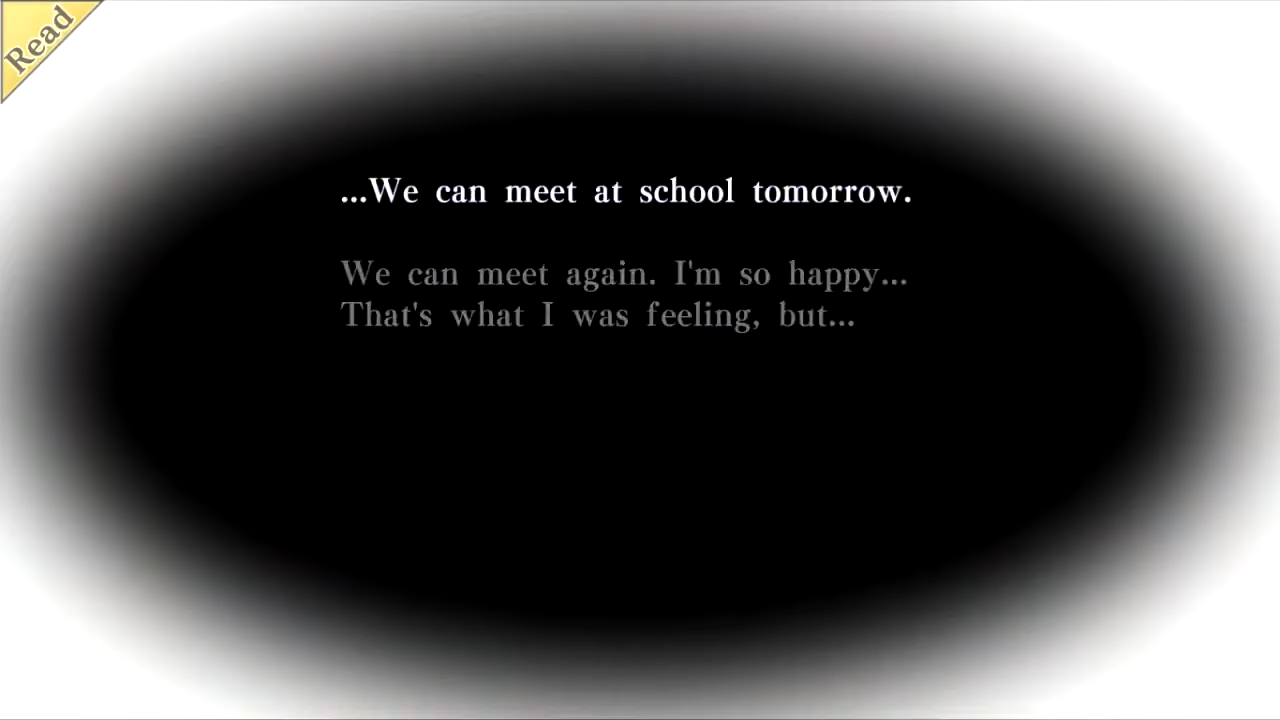 Read
...We can meet at school tomorrow.
We can meet again. I'm so happy...
That's what I was feeling, but...